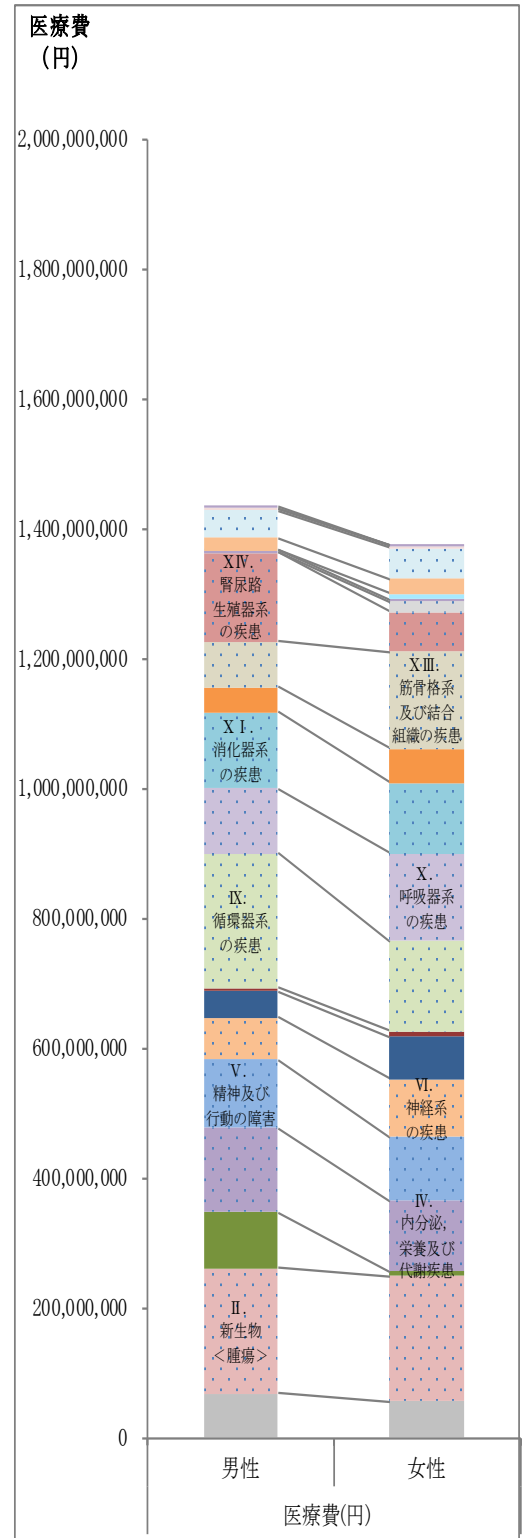 医療費
(円)
2,000,000,000
1,800,000,000
1,600,000,000
1,400,000,000
1,200,000,000
1,000,000,000
800,000,000
600,000,000
400,000,000
200,000,000
0
ⅩⅣ.
腎尿路
生殖器系
の疾患
ⅩⅠ.
消化器系
の疾患
Ⅸ.
循環器系
の疾患
Ⅴ.
精神及び
行動の障害
Ⅱ.
新生物
<腫瘍>
ⅩⅢ.
筋骨格系
及び結合
組織の疾患
Ⅹ.
呼吸器系
の疾患
Ⅵ.
神経系
の疾患
Ⅳ.
内分泌,
栄養及び
代謝疾患
男性
女性
医療費(円)